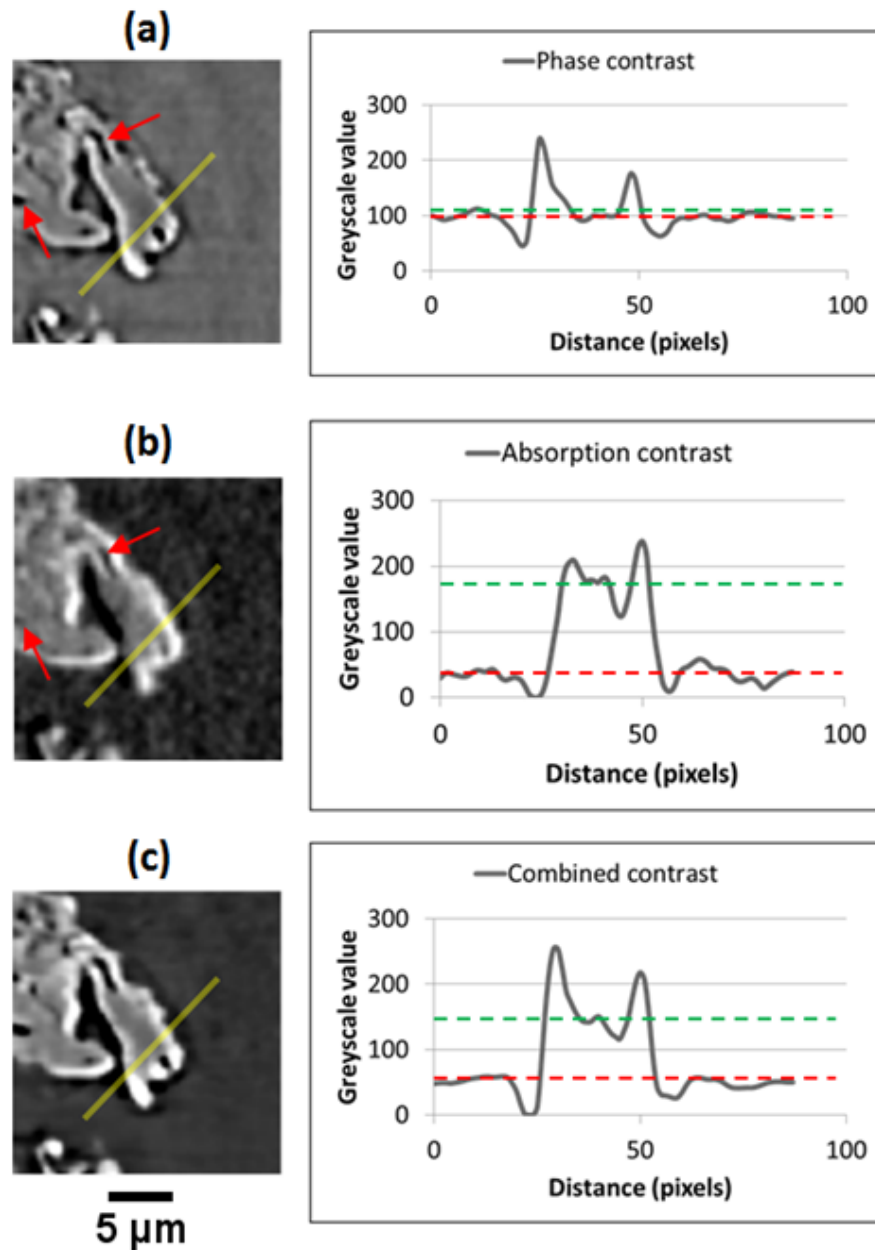 (a)
Phase contrast
300
200
100
0
0 50 100
Greyscale value
Distance (pixels)
(b)
Absorption contrast
300
200
100
0
0 50 100
Greyscale value
Distance (pixels)
(c)
Combined contrast
300
200
100
0
0 50 100
Greyscale value
Distance (pixels)
5 µm